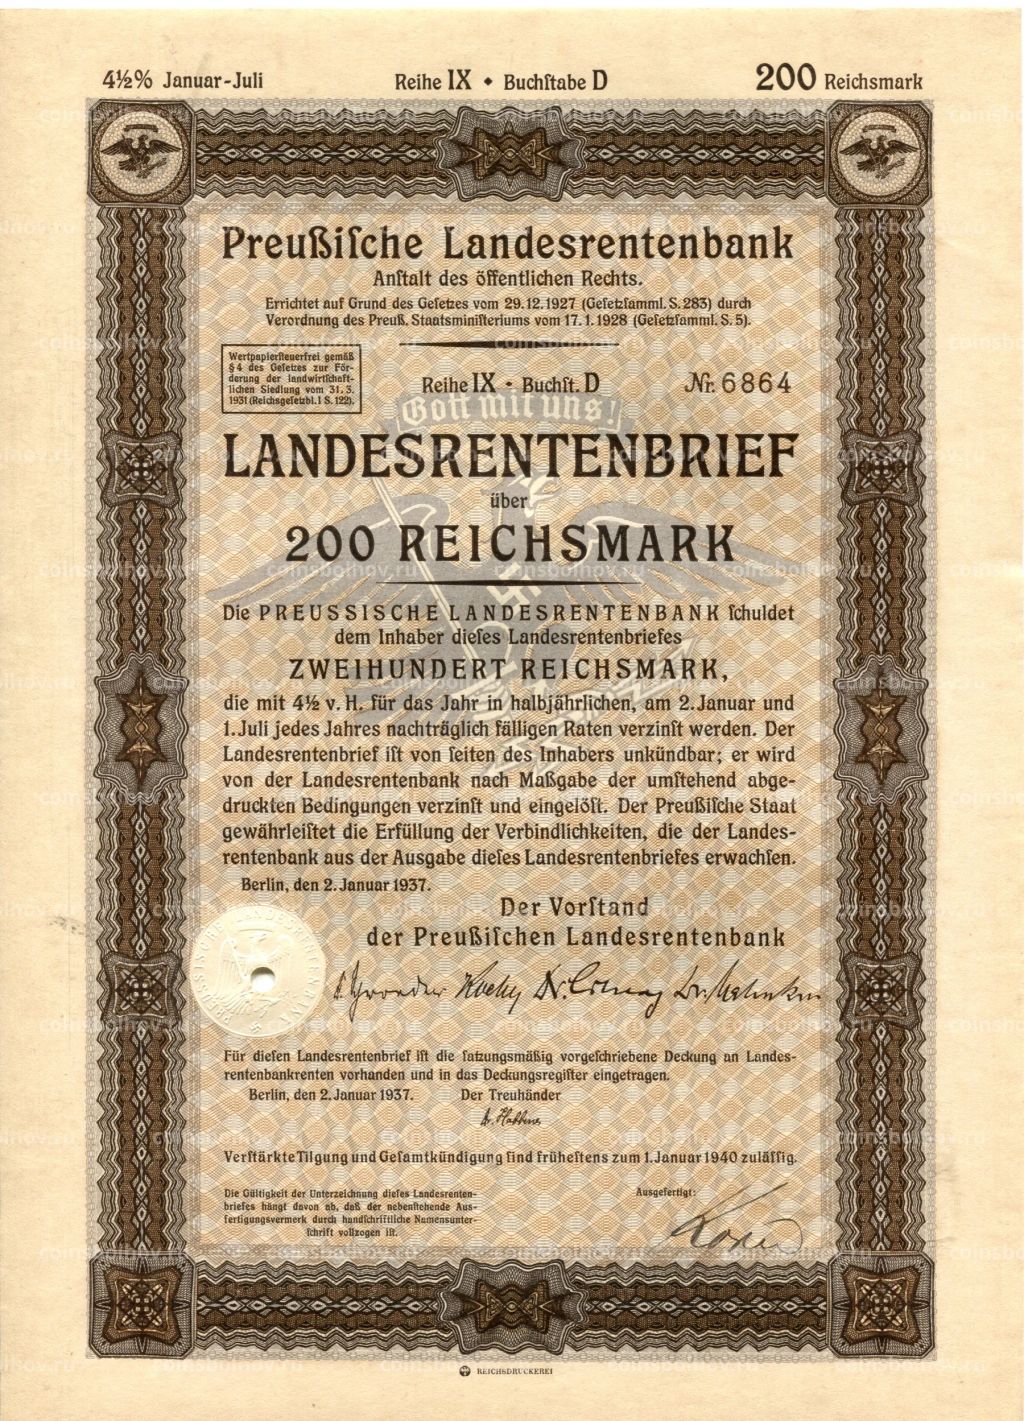 4½% Januar-Juli Reihe IX • Buchſtabe D 200 Reichsmark
Preußiſche Landesrentenbank
Anſtalt des öffentlichen Rechts.
Errichtet auf Grund des Geſetzes vom 29.12.1927 (Geſetzſamml. S. 283) durch
Verordnung des Preuß. Staatsminiſteriums vom 17.1.1928 (Geſetzſamml. S. 5).
Wertpapierſteuerfrei gemäß
§ 4 des Geſetzes zur För-
derung der landwirtſchaft-
lichen Siedlung vom 31. 3.
1931 (Reichsgeſetzbl. I S. 122).
Reihe IX • Buchſt. D Nr. 6864
Gott mit uns!
LANDESRENTENBRIEF
über
200 REICHSMARK
Die PREUSSISCHE LANDESRENTENBANK ſchuldet
dem Inhaber dieſes Landesrentenbriefes
ZWEIHUNDERT REICHSMARK,
die mit 4½ v. H. für das Jahr in halbjährlichen, am 2. Januar und
1. Juli jedes Jahres nachträglich fälligen Raten verzinſt werden. Der
Landesrentenbrief iſt von ſeiten des Inhabers unkündbar; er wird
von der Landesrentenbank nach Maßgabe der umſtehend abge-
druckten Bedingungen verzinſt und eingelöſt. Der Preußiſche Staat
gewährleiſtet die Erfüllung der Verbindlichkeiten, die der Landes-
rentenbank aus der Ausgabe dieſes Landesrentenbriefes erwachſen.
Berlin, den 2. Januar 1937.
Der Vorſtand
der Preußiſchen Landesrentenbank
PREUSSISCHE LANDESRENTENBANK
Für dieſen Landesrentenbrief iſt die ſatzungsmäßig vorgeſchriebene Deckung an Landes-
rentenbankrenten vorhanden und in das Deckungsregiſter eingetragen.
Berlin, den 2. Januar 1937. Der Treuhänder
Verſtärkte Tilgung und Geſamtkündigung ſind früheſtens zum 1. Januar 1940 zuläſſig.
Die Gültigkeit der Unterzeichnung dieſes Landesrenten-
briefes hängt davon ab, daß der nebenſtehende Aus-
fertigungsvermerk durch handſchriftliche Namensunter-
ſchrift vollzogen iſt.
Ausgefertigt:
REICHSDRUCKEREI
coinsbolhov.ru